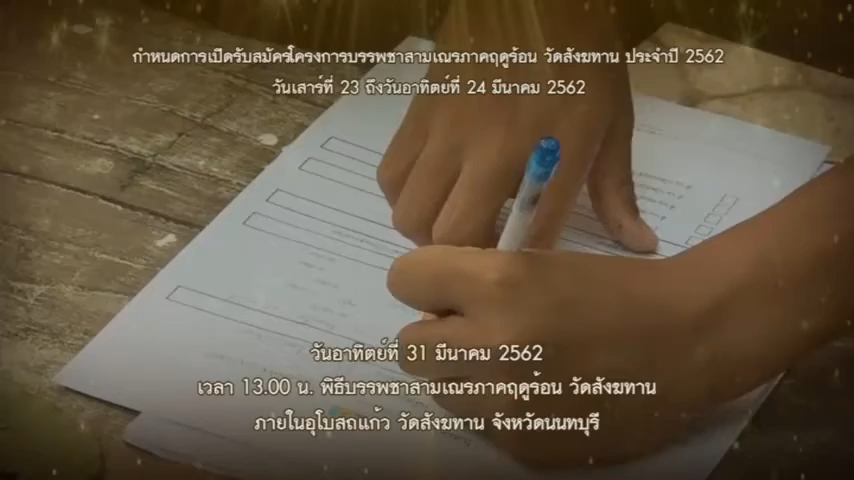 กำหนดการเปิดรับสมัครโครงการบรรพชาสามเณรภาคฤดูร้อน วัดสังฆทาน ประจำปี 2562
วันเสาร์ที่ 23 ถึงวันอาทิตย์ที่ 24 มีนาคม 2562
วันอาทิตย์ที่ 31 มีนาคม 2562
เวลา 13.00 น. พิธีบรรพชาสามเณรภาคฤดูร้อน วัดสังฆทาน
ภายในอุโบสถแก้ว วัดสังฆทาน จังหวัดนนทบุรี